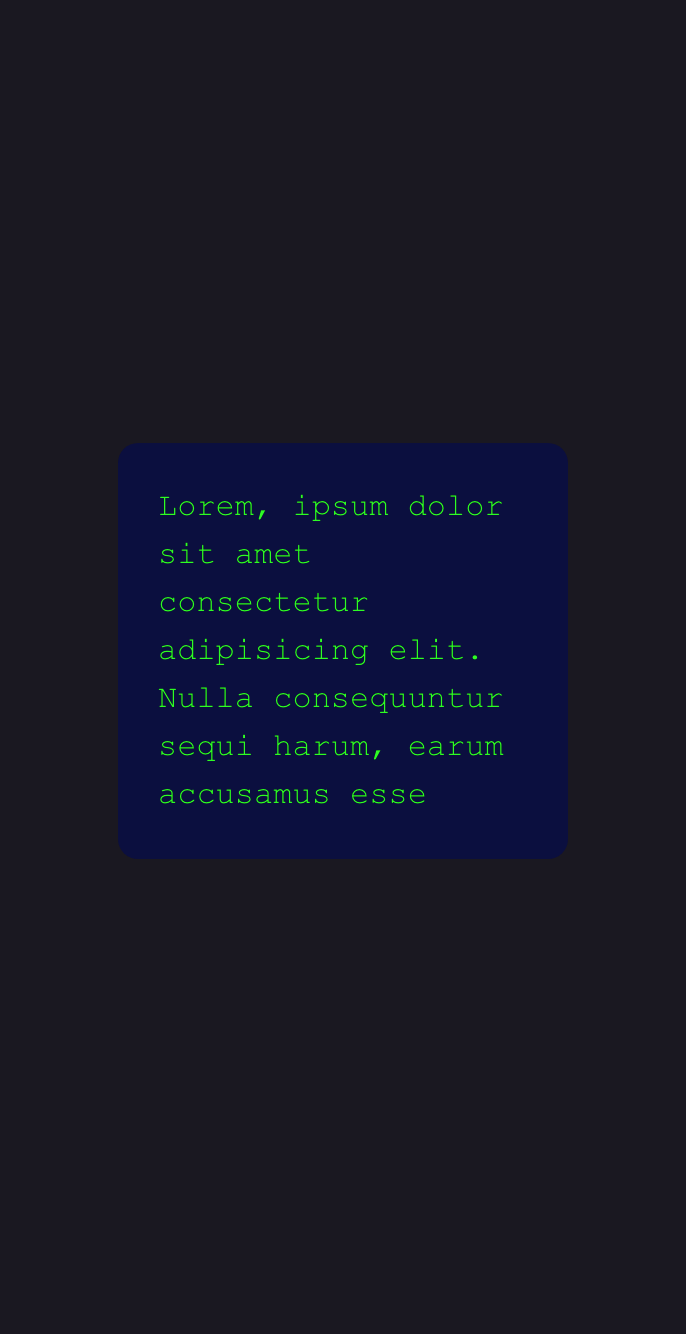 Lorem, ipsum dolor
sit amet
consectetur
adipisicing elit.
Nulla consequuntur
sequi harum, earum
accusamus esse